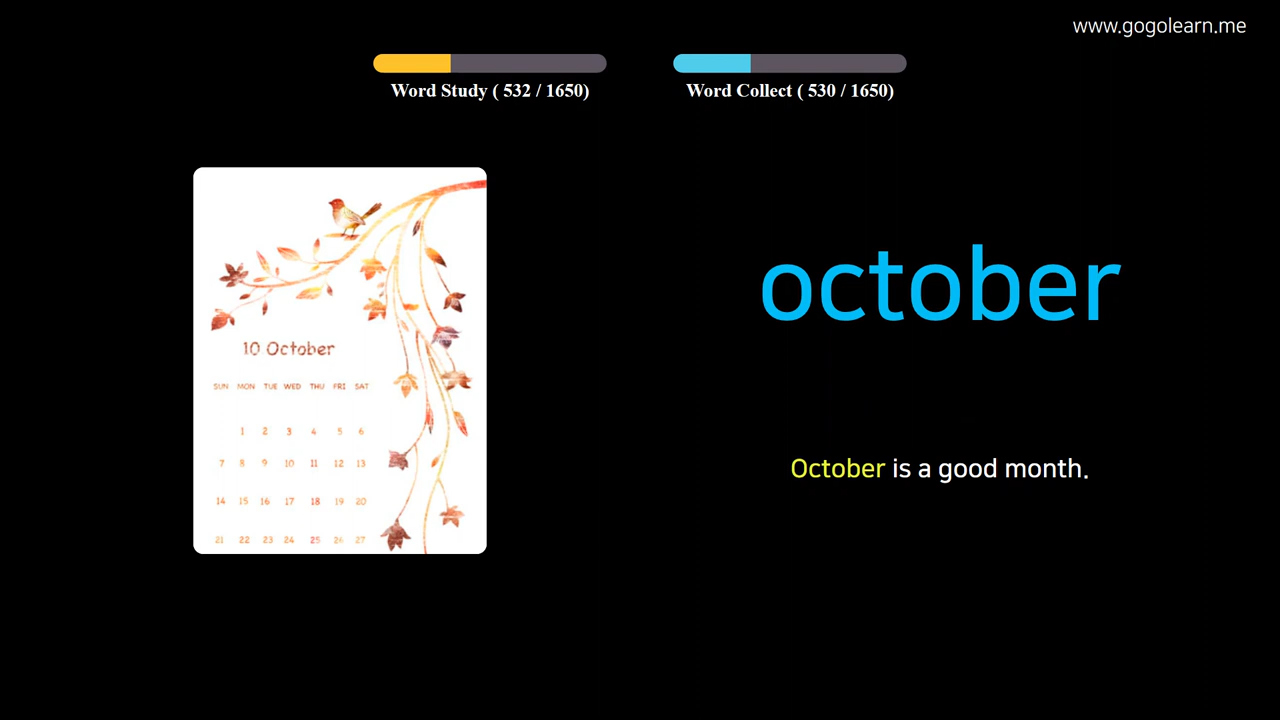 www.gogolearn.me
Word Study ( 532 / 1650)
Word Collect ( 530 / 1650)
october
October is a good month.
10 October
SUN MON TUE WED THU FRI SAT
1 2 3 4 5 6
7 8 9 10 11 12 13
14 15 16 17 18 19 20
21 22 23 24 25 26 27